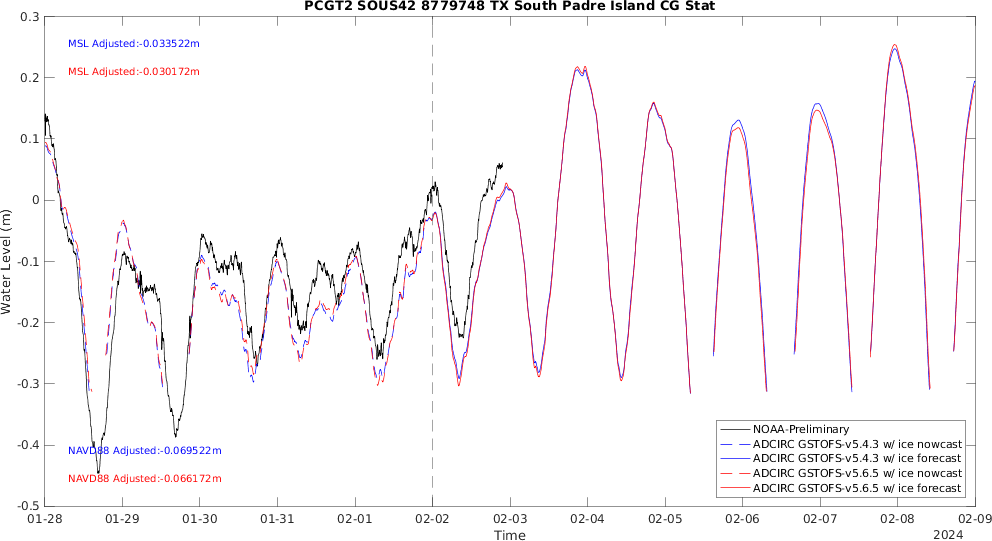 PCGT2 SOUS42 8779748 TX South Padre Island CG Stat
0.3
0.2
0.1
0
-0.1
-0.2
-0.3
-0.4
-0.5
Water Level (m)
MSL Adjusted:-0.033522m
MSL Adjusted:-0.030172m
NAVD88 Adjusted:-0.069522m
NAVD88 Adjusted:-0.066172m
NOAA-Preliminary
ADCIRC GSTOFS-v5.4.3 w/ ice nowcast
ADCIRC GSTOFS-v5.4.3 w/ ice forecast
ADCIRC GSTOFS-v5.6.5 w/ ice nowcast
ADCIRC GSTOFS-v5.6.5 w/ ice forecast
01-28 01-29 01-30 01-31 02-01 02-02 02-03 02-04 02-05 02-06 02-07 02-08 02-09
Time
2024